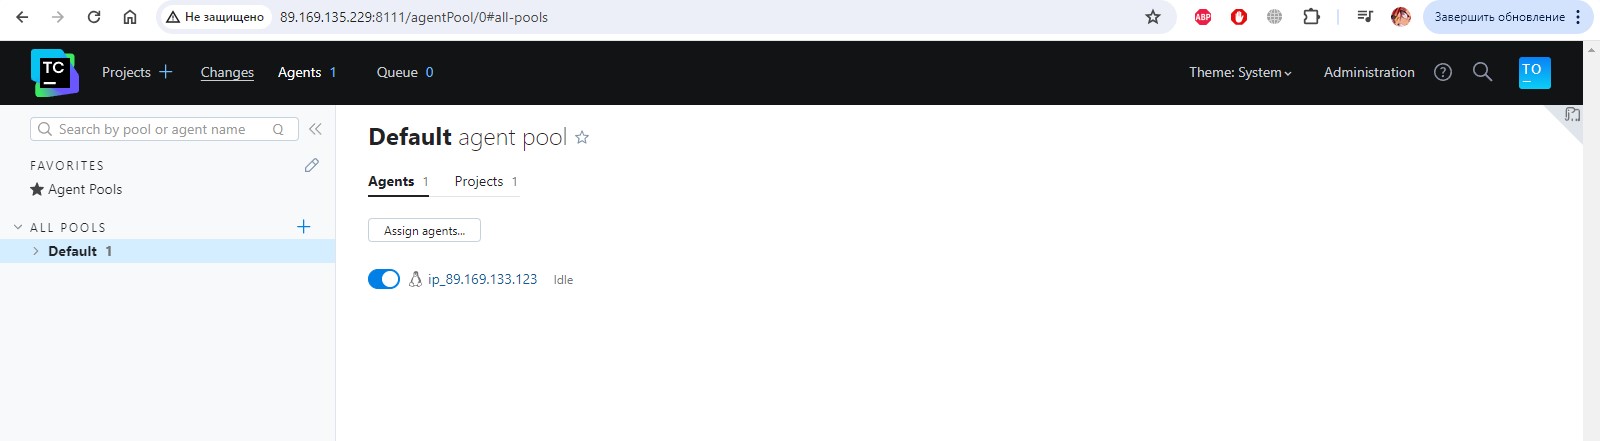 Не защищено 89.169.135.229:8111/agentPool/0#all-pools ABP Завершить обновление
TC Projects Changes Agents 1 Queue 0 Theme: System Administration TO
Search by pool or agent name Q
FAVORITES
Agent Pools
ALL POOLS
Default 1
Default agent pool
Agents 1 Projects 1
Assign agents...
ip_89.169.133.123 Idle